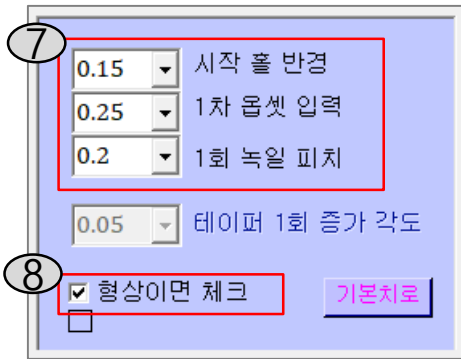 7
0.15 시작 홀 반경
0.25 1차 옵셋 입력
0.2 1회 녹일 피치
0.05 테이퍼 1회 증가 각도
8
형상이면 체크
기본치로